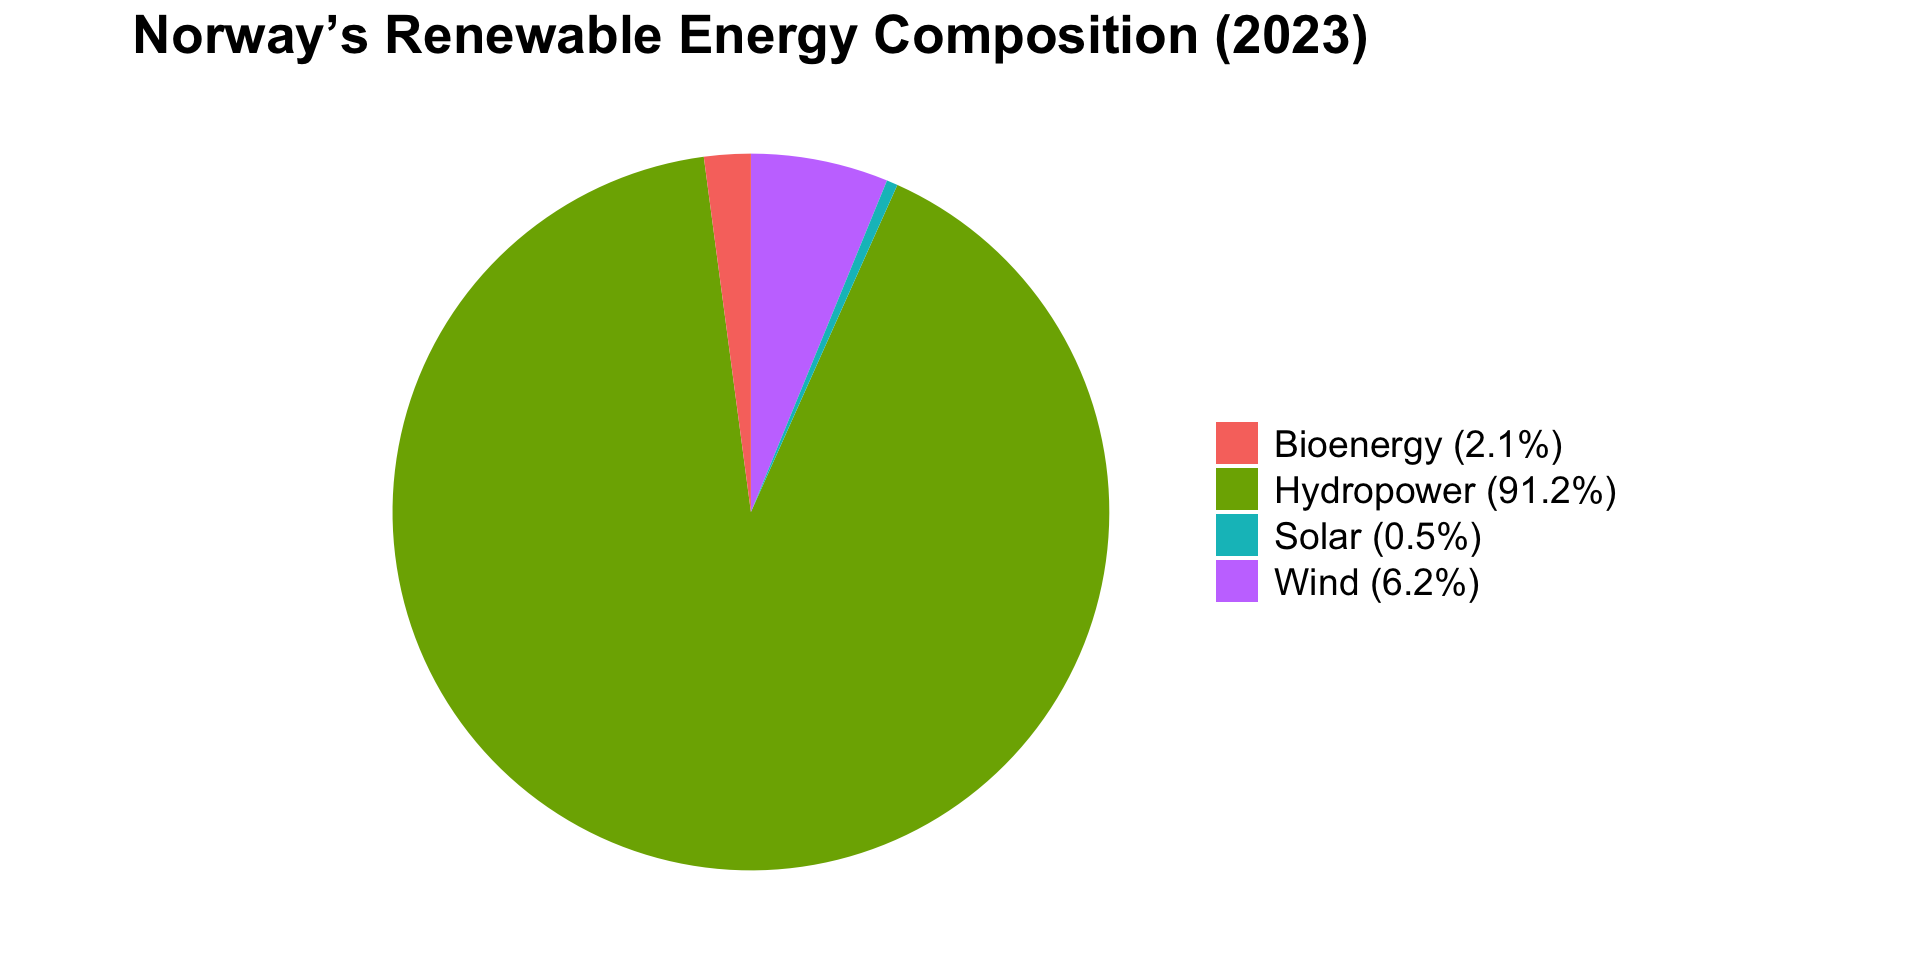 Norway’s Renewable Energy Composition (2023)
Bioenergy (2.1%)
Hydropower (91.2%)
Solar (0.5%)
Wind (6.2%)